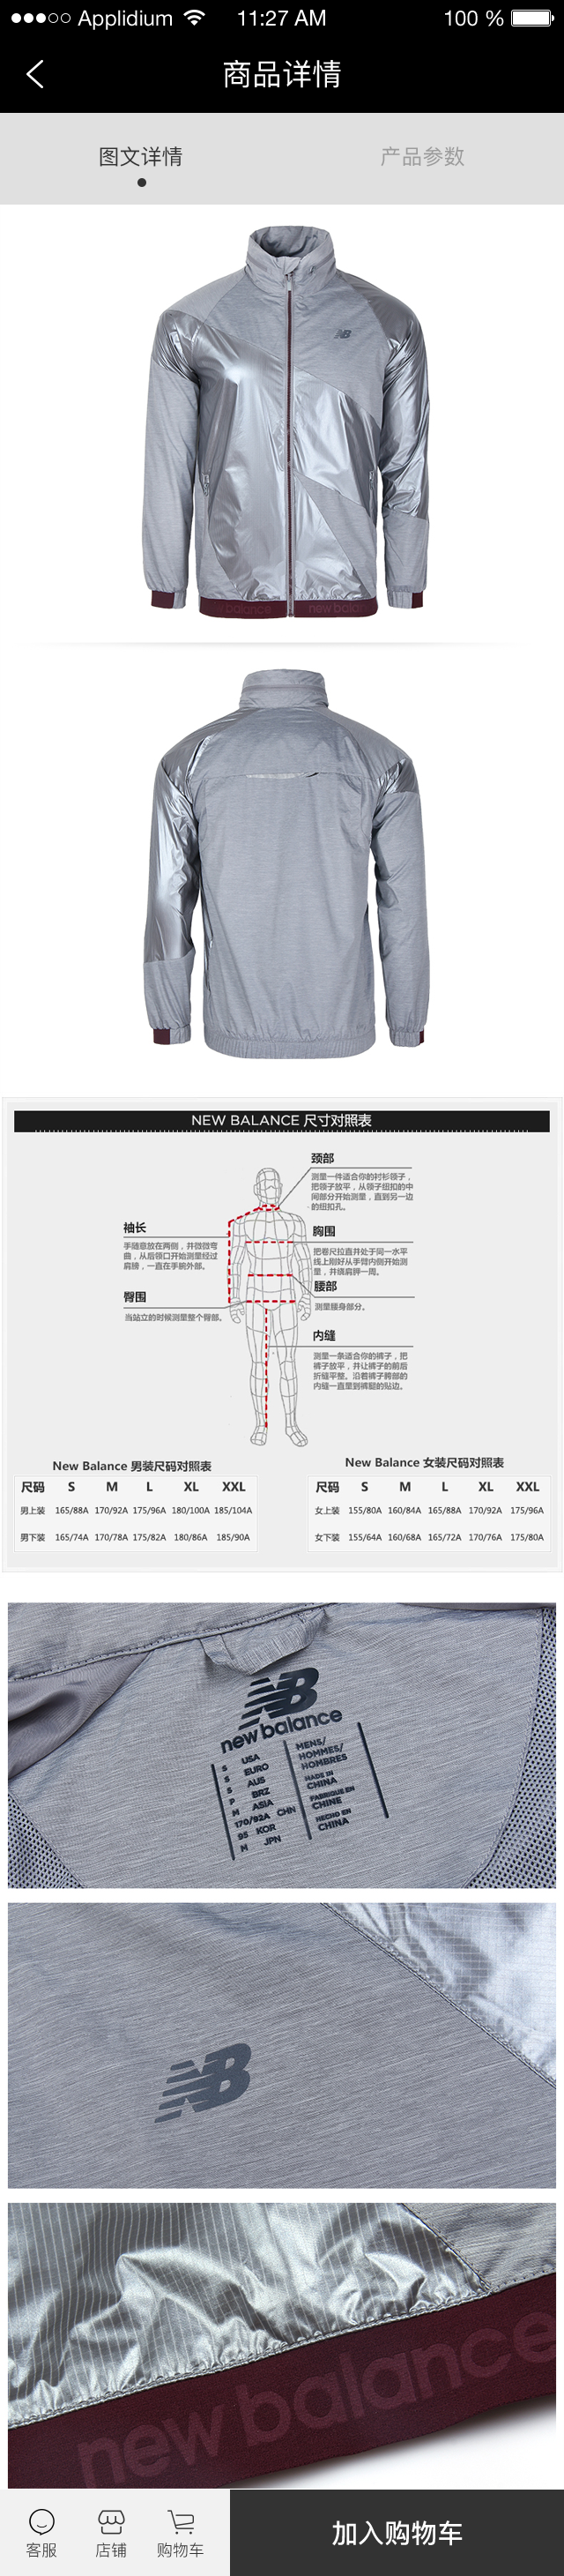 Applidium 11:27 AM 100 %
商品详情
图文详情 产品参数
NB
new balance new balan
NEW BALANCE 尺寸对照表
颈部
测量一件适合你的衬衫领子，
把领子放平，从领子纽扣的中
间部分开始测量，直到另一边
的纽扣孔。
袖长
手随意放在两侧，并微微弯
曲，从后领口开始测量经过
肩膀，一直在手腕外部。
胸围
把卷尺拉直并处于同一水平
线上刚好从手臂内侧开始测
量，并绕肩胛一周。
腰部
测量腰身部分。
臀围
当站立的时候测量整个臀部。
内缝
测量一条适合你的裤子，把
裤子放平，并让裤子的前后
折缝平整。沿着裤子胯部的
内缝一直量到裤腿的贴边。
New Balance 男装尺码对照表
尺码 S M L XL XXL
男上装 165/88A 170/92A 175/96A 180/100A 185/104A
男下装 165/74A 170/78A 175/82A 180/86A 185/90A
New Balance 女装尺码对照表
尺码 S M L XL XXL
女上装 155/80A 160/84A 165/88A 170/92A 175/96A
女下装 155/64A 160/68A 165/72A 170/76A 175/80A
NB
new balance
S USA
S EURO
S AUS
P BRZ
M ASIA
170/92A CHN
95 KOR
M JPN
MENS/
HOMMES/
HOMBRES
MADE IN
CHINA
FABRIQUE EN
CHINE
HECHO EN
CHINA
NB
new balance
客服 店铺 购物车
加入购物车